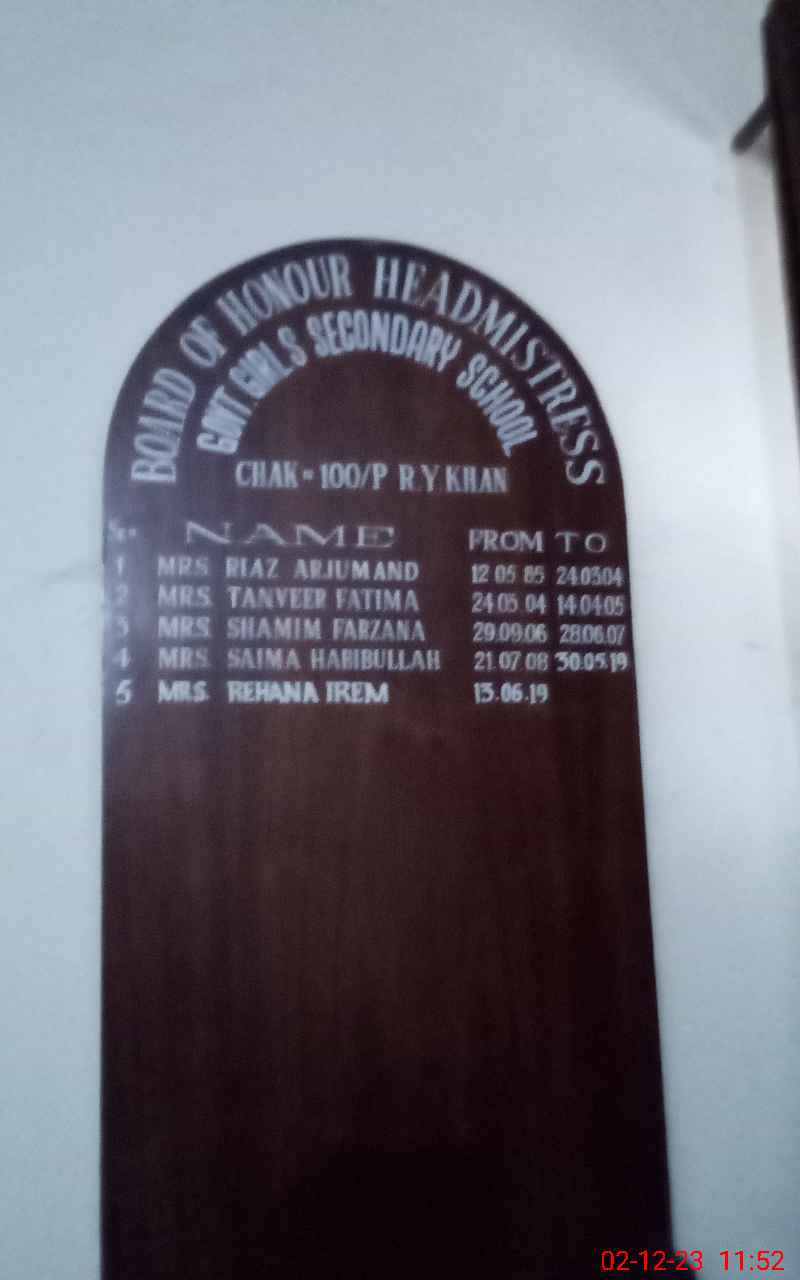 BOARD OF HONOUR HEADMISTRESS
GOVT GIRLS SECONDARY SCHOOL
CHAK = 100/P R.Y.KHAN
Sr# NAME FROM TO
1 MRS. RIAZ ARJUMAND 12 05 85 24.03.04
2 MRS. TANVEER FATIMA 24 03 04 14.04.05
3 MRS. SHAMIM FARZANA 29.09.06 28.06.07
4 MRS. SAIMA HABIBULLAH 21.07 08 30.05.19
5 MRS. REHANA IREM 13.06.19
02-12-23 11:52